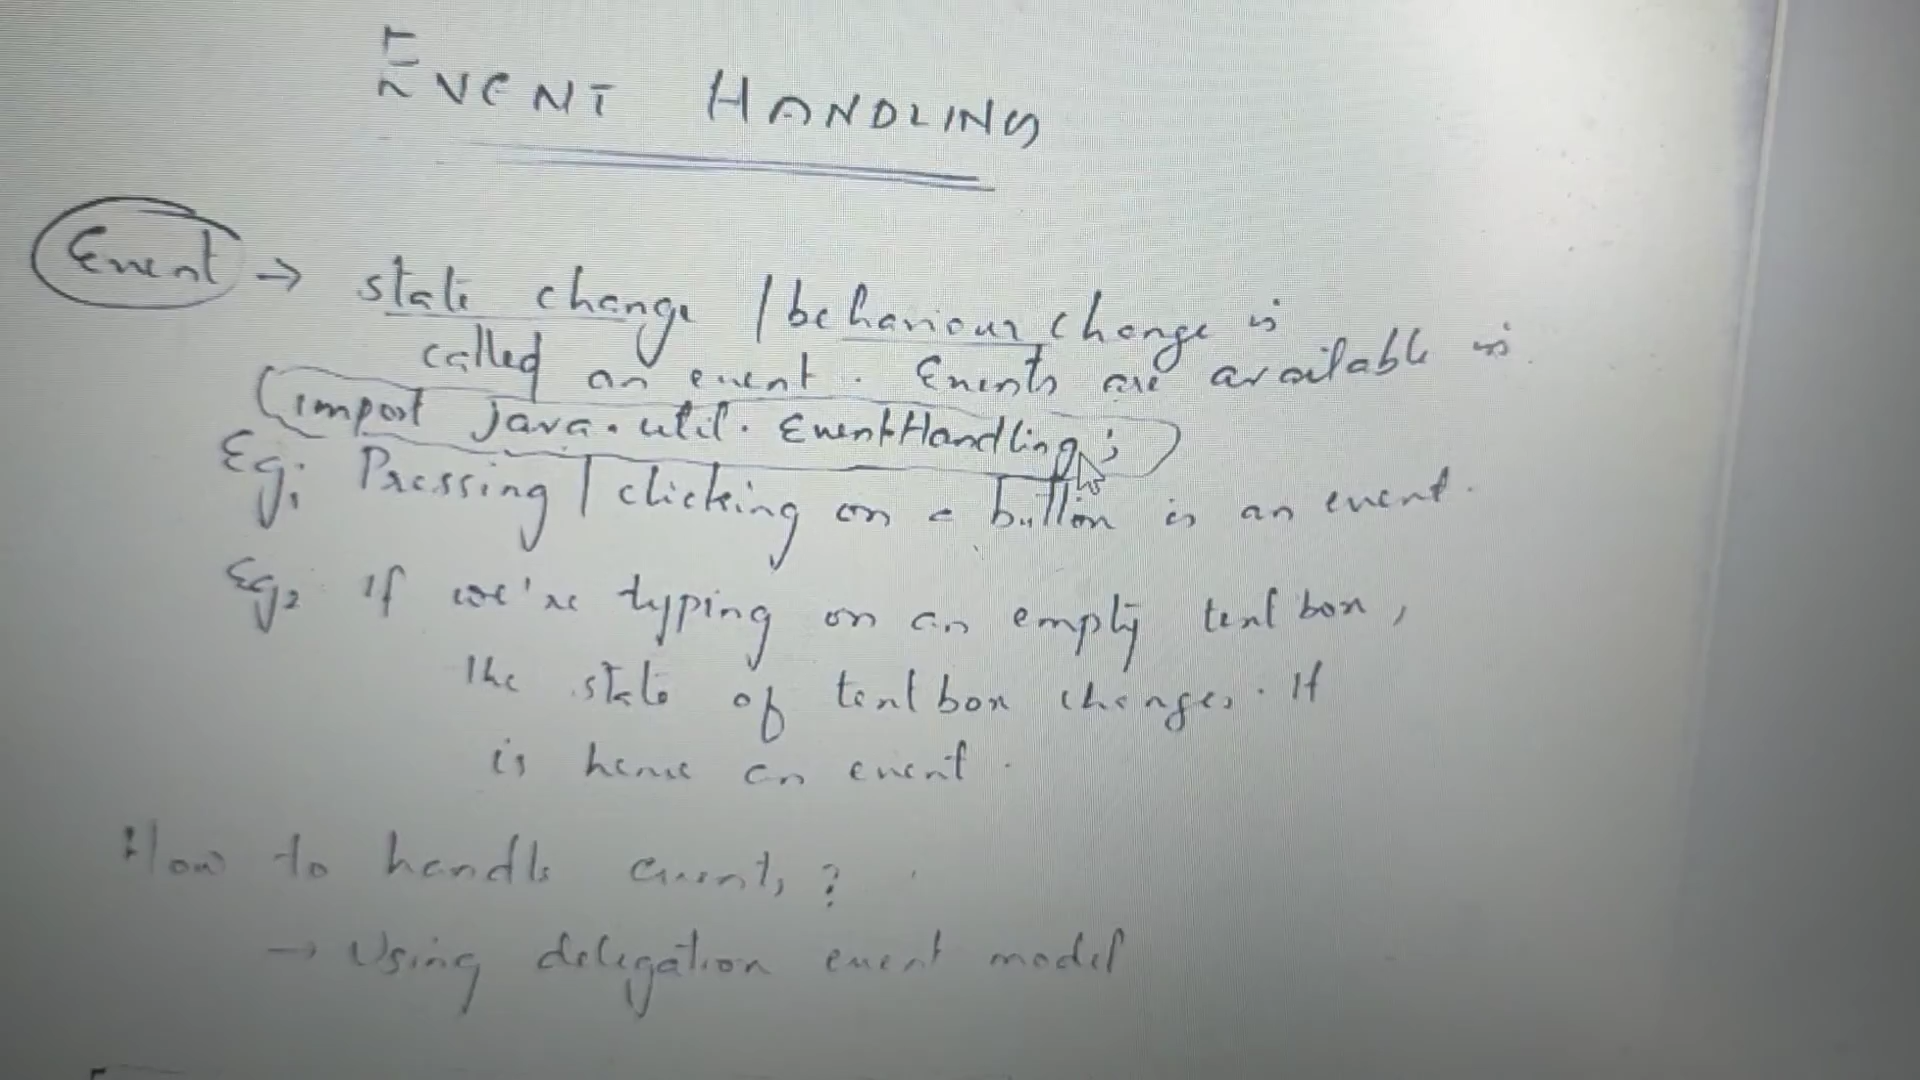 EVENT HANDLING
Event → state change / behaviour change is
called an event. Events are available in
import java.util.EventHandling;
Eg1 Pressing / clicking on a button is an event.
Eg2 If we're typing on an empty text box,
the state of text box changes. It
is hence an event.
How to handle events?
→ Using delegation event model